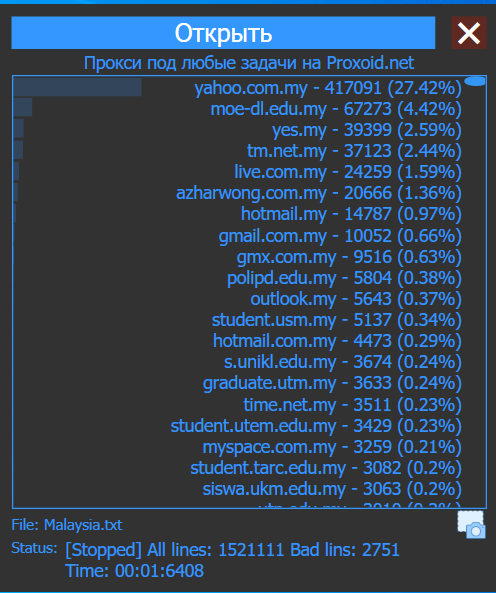 Открыть
Прокси под любые задачи на Proxoid.net
yahoo.com.my - 417091 (27.42%)
moe-dl.edu.my - 67273 (4.42%)
yes.my - 39399 (2.59%)
tm.net.my - 37123 (2.44%)
live.com.my - 24259 (1.59%)
azharwong.com.my - 20666 (1.36%)
hotmail.my - 14787 (0.97%)
gmail.com.my - 10052 (0.66%)
gmx.com.my - 9516 (0.63%)
polipd.edu.my - 5804 (0.38%)
outlook.my - 5643 (0.37%)
student.usm.my - 5137 (0.34%)
hotmail.com.my - 4473 (0.29%)
s.unikl.edu.my - 3674 (0.24%)
graduate.utm.my - 3633 (0.24%)
time.net.my - 3511 (0.23%)
student.utem.edu.my - 3429 (0.23%)
myspace.com.my - 3259 (0.21%)
student.tarc.edu.my - 3082 (0.2%)
siswa.ukm.edu.my - 3063 (0.2%)
File: Malaysia.txt
Status: [Stopped] All lines: 1521111 Bad lins: 2751
Time: 00:01:6408